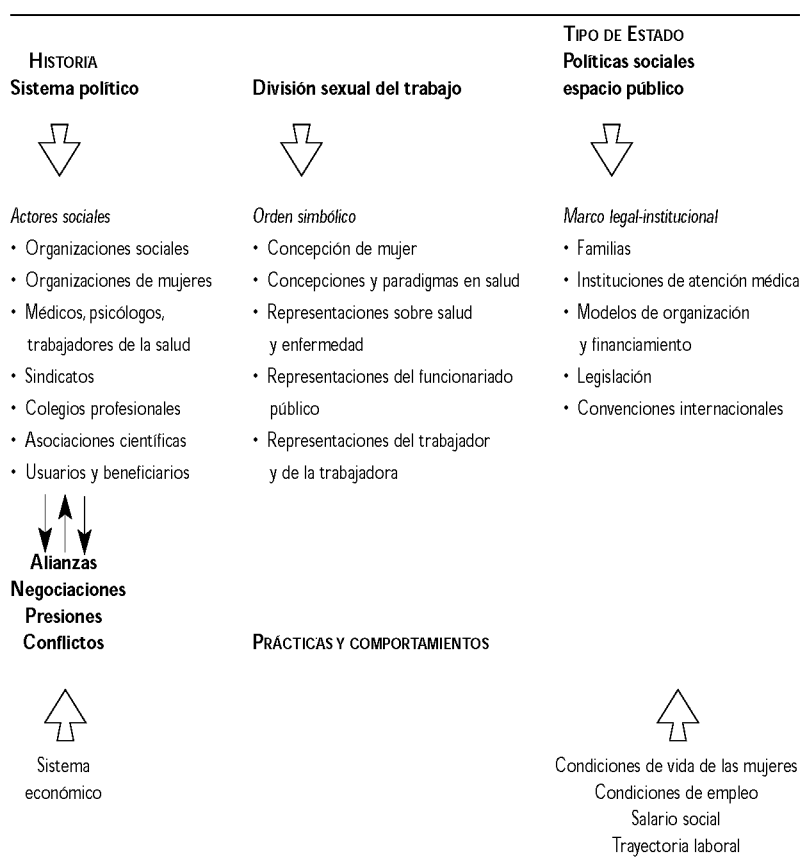 HISTORIA
Sistema político
División sexual del trabajo
TIPO DE ESTADO
Políticas sociales
espacio público
Actores sociales
• Organizaciones sociales
• Organizaciones de mujeres
• Médicos, psicólogos,
trabajadores de la salud
• Sindicatos
• Colegios profesionales
• Asociaciones científicas
• Usuarios y beneficiarios
Orden simbólico
• Concepción de mujer
• Concepciones y paradigmas en salud
• Representaciones sobre salud
y enfermedad
• Representaciones del funcionariado
público
• Representaciones del trabajador
y de la trabajadora
Marco legal-institucional
• Familias
• Instituciones de atención médica
• Modelos de organización
y financiamiento
• Legislación
• Convenciones internacionales
Alianzas
Negociaciones
Presiones
Conflictos
PRÁCTICAS Y COMPORTAMIENTOS
Sistema
económico
Condiciones de vida de las mujeres
Condiciones de empleo
Salario social
Trayectoria laboral